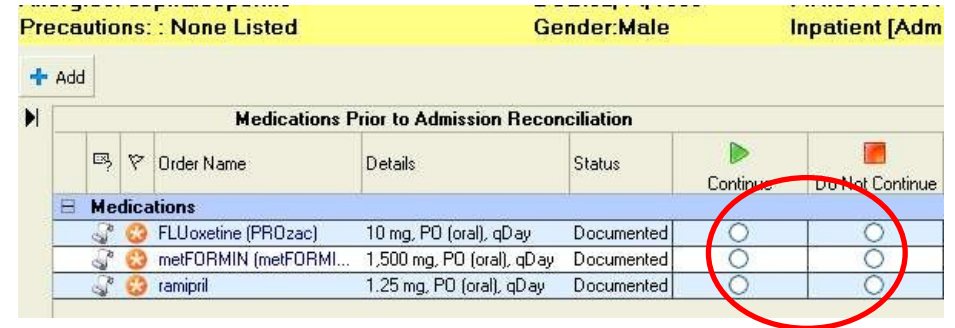 Precautions: : None Listed Gender:Male Inpatient [Adm
Add
Medications Prior to Admission Reconciliation
Order Name Details Status Continue Do Not Continue
Medications
FLUoxetine (PROzac) 10 mg, PO (oral), qDay Documented
metFORMIN (metFORMI... 1,500 mg, PO (oral), qDay Documented
ramipril 1.25 mg, PO (oral), qDay Documented